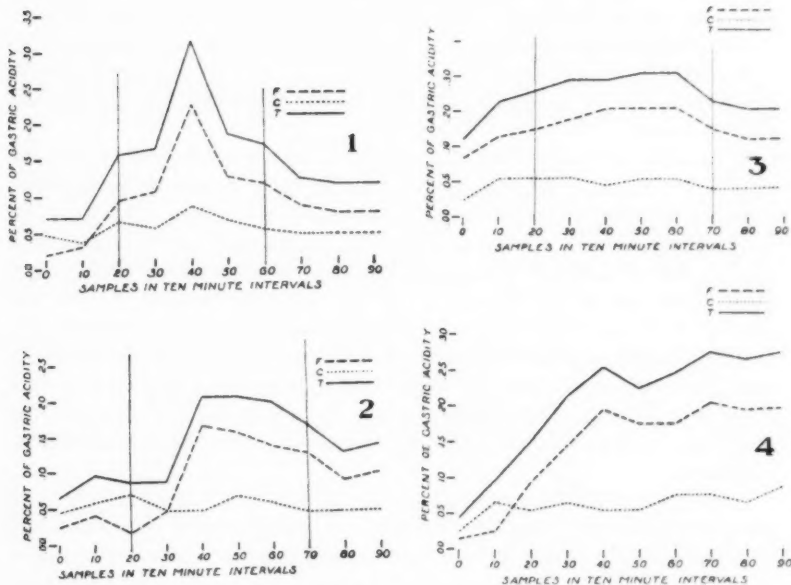 PERCENT OF GASTRIC ACIDITY
F
C
T
1
0 10 20 30 40 50 60 70 80 90
SAMPLES IN TEN MINUTE INTERVALS
F
C
T
PERCENT OF GASTRIC ACIDITY
3
0 10 20 30 40 50 60 70 80 90
SAMPLES IN TEN MINUTE INTERVALS
F
C
T
PERCENT OF GASTRIC ACIDITY
2
0 10 20 30 40 50 60 70 80 90
SAMPLES IN TEN MINUTE INTERVALS
F
C
T
PERCENT OF GASTRIC ACIDITY
4
0 10 20 30 40 50 60 70 80 90
SAMPLES IN TEN MINUTE INTERVALS